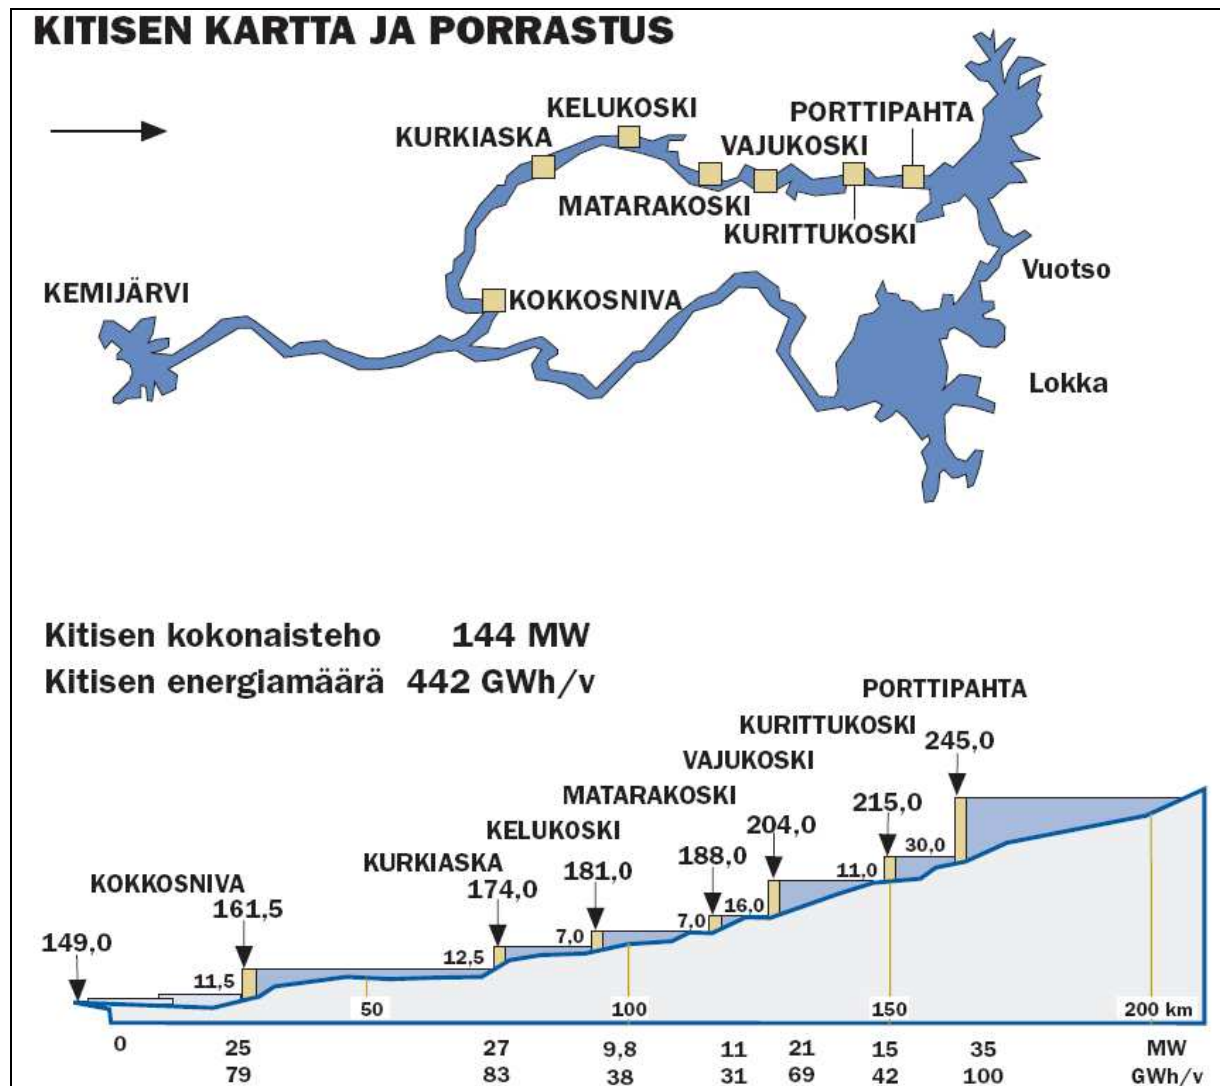 KITISEN KARTTA JA PORRASTUS
KELUKOSKI
PORTTIPAHTA
KURKIASKA
VAJUKOSKI
MATARAKOSKI
KURITTUKOSKI
Vuotso
KEMIJÄRVI
KOKKOSNIVA
Lokka
Kitisen kokonaisteho 144 MW
Kitisen energiamäärä 442 GWh/v
PORTTIPAHTA
KURITTUKOSKI
245,0
VAJUKOSKI
MATARAKOSKI
215,0
KELUKOSKI
204,0
30,0
KURKIASKA
188,0
11,0
KOKKOSNIVA
174,0
181,0
161,5
16,0
149,0
7,0
7,0
12,5
11,5
50 100 150 200 km
0 25 27 9,8 11 21 15 35 MW
79 83 38 31 69 42 100 GWh/v